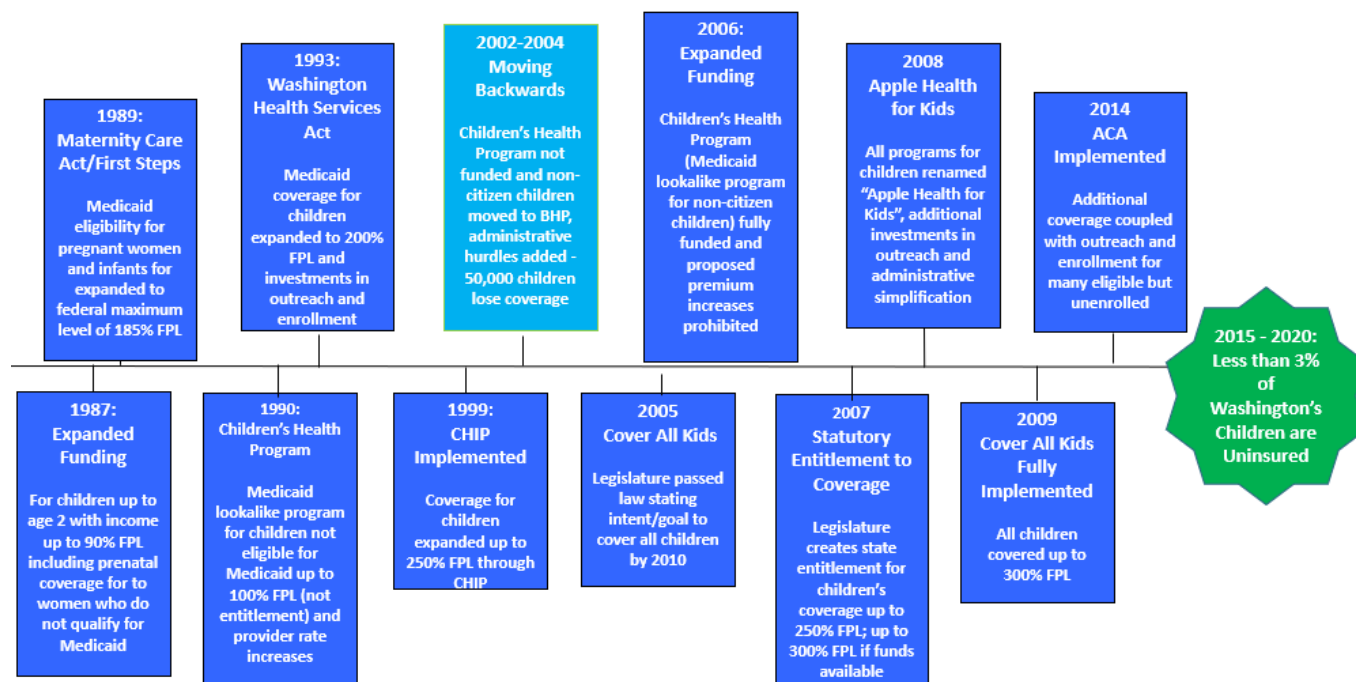 1989:
Maternity Care
Act/First Steps
Medicaid
eligibility for
pregnant women
and infants for
expanded to
federal maximum
level of 185% FPL
1993:
Washington
Health Services
Act
Medicaid
coverage for
children
expanded to 200%
FPL and
investments in
outreach and
enrollment
2002-2004
Moving
Backwards
Children’s Health
Program not
funded and non-
citizen children
moved to BHP,
administrative
hurdles added -
50,000 children
lose coverage
2006:
Expanded
Funding
Children’s Health
Program
(Medicaid
lookalike program
for non-citizen
children) fully
funded and
proposed
premium
increases
prohibited
2008
Apple Health
for Kids
All programs for
children renamed
“Apple Health for
Kids”, additional
investments in
outreach and
administrative
simplification
2014
ACA
Implemented
Additional
coverage coupled
with outreach and
enrollment for
many eligible but
unenrolled
2015 - 2020:
Less than 3%
of
Washington’s
Children are
Uninsured
1987:
Expanded
Funding
For children up to
age 2 with income
up to 90% FPL
including prenatal
coverage for to
women who do
not qualify for
Medicaid
1990:
Children’s Health
Program
Medicaid
lookalike program
for children not
eligible for
Medicaid up to
100% FPL (not
entitlement) and
provider rate
increases
1999:
CHIP
Implemented
Coverage for
children
expanded up to
250% FPL through
CHIP
2005
Cover All Kids
Legislature passed
law stating
intent/goal to
cover all children
by 2010
2007
Statutory
Entitlement to
Coverage
Legislature
creates state
entitlement for
children’s
coverage up to
250% FPL; up to
300% FPL if funds
available
2009
Cover All Kids
Fully
Implemented
All children
covered up to
300% FPL